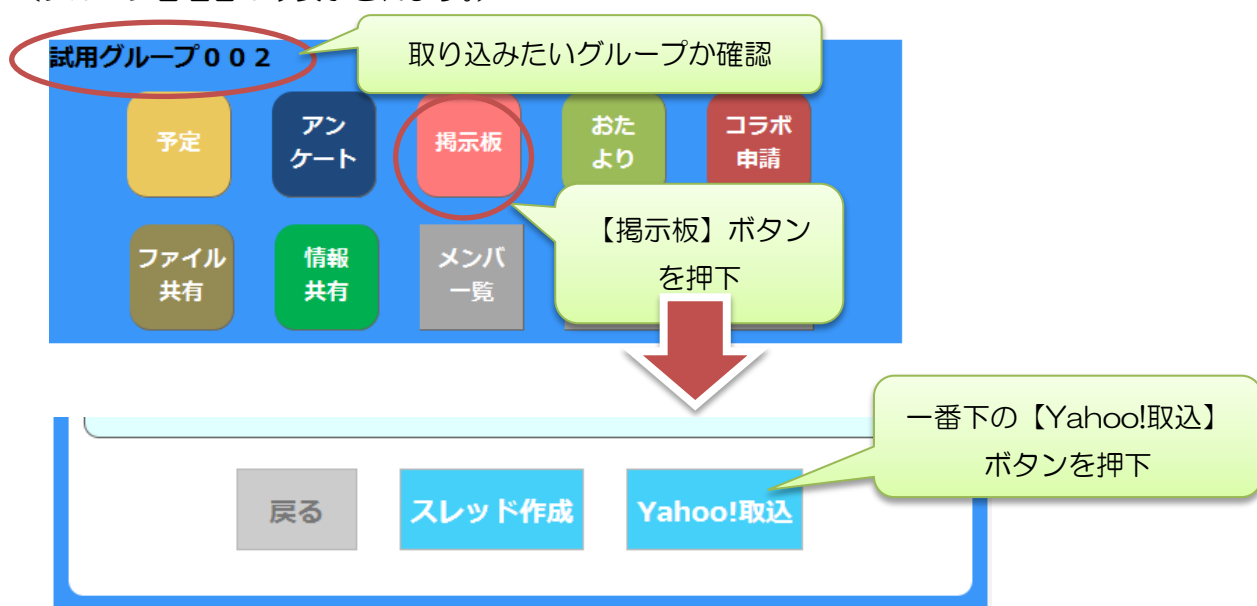 試用グループ００２
取り込みたいグループか確認
予定
アン
ケート
掲示板
おた
より
コラボ
申請
【掲示板】ボタン
を押下
ファイル
共有
情報
共有
メンバ
一覧
一番下の【Yahoo!取込】
ボタンを押下
戻る
スレッド作成
Yahoo!取込